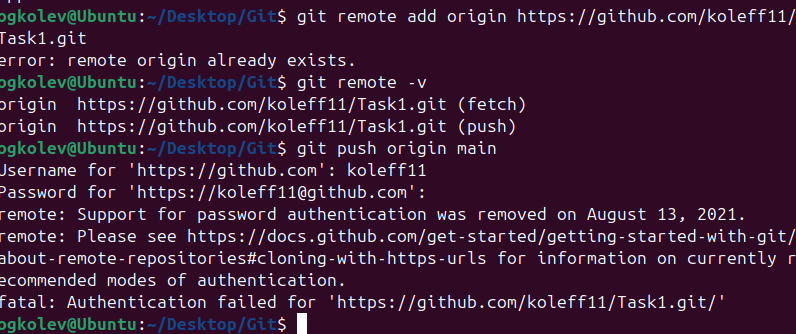 ogkolev@Ubuntu:~/Desktop/Git$ git remote add origin https://github.com/koleff11/
Task1.git
error: remote origin already exists.
ogkolev@Ubuntu:~/Desktop/Git$ git remote -v
origin  https://github.com/koleff11/Task1.git (fetch)
origin  https://github.com/koleff11/Task1.git (push)
ogkolev@Ubuntu:~/Desktop/Git$ git push origin main
Username for 'https://github.com': koleff11
Password for 'https://koleff11@github.com':
remote: Support for password authentication was removed on August 13, 2021.
remote: Please see https://docs.github.com/get-started/getting-started-with-git/
about-remote-repositories#cloning-with-https-urls for information on currently r
ecommended modes of authentication.
fatal: Authentication failed for 'https://github.com/koleff11/Task1.git/'
ogkolev@Ubuntu:~/Desktop/Git$